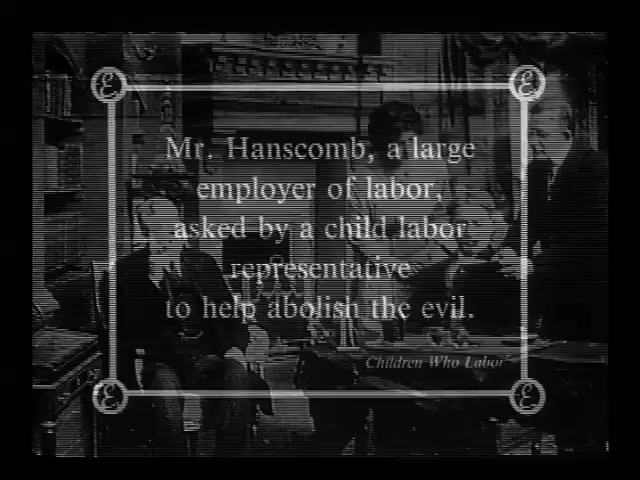 E E
Mr. Hanscomb, a large
employer of labor,
asked by a child labor
representative
to help abolish the evil.
Children Who Labor
E E